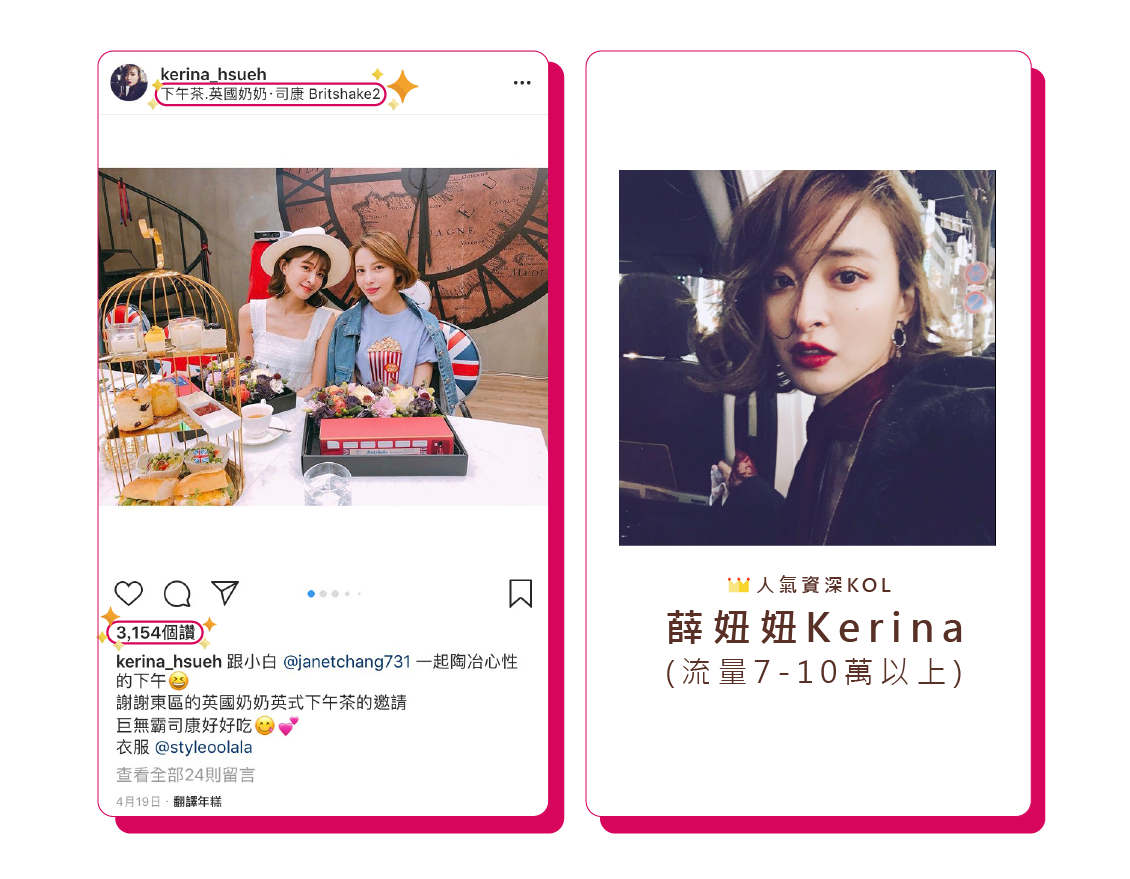 kerina_hsueh
下午茶.英國奶奶·司康 Britshake2
3,154個讚
kerina_hsueh 跟小白 @janetchang731 一起陶冶心性
的下午😆
謝謝東區的英國奶奶英式下午茶的邀請
巨無霸司康好好吃😋💕
衣服 @styleoolala
查看全部24則留言
4月19日 · 翻譯年糕
人氣資深KOL
薛妞妞Kerina
(流量7-10萬以上)